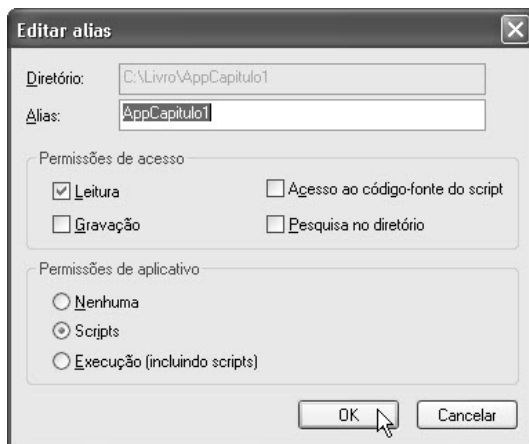 Editar alias
Diretório: C:\Livro\AppCapitulo1
Alias: AppCapitulo1
Permissões de acesso
Leitura
Acesso ao código-fonte do script
Gravação
Pesquisa no diretório
Permissões de aplicativo
Nenhuma
Scripts
Execução (incluindo scripts)
OK
Cancelar